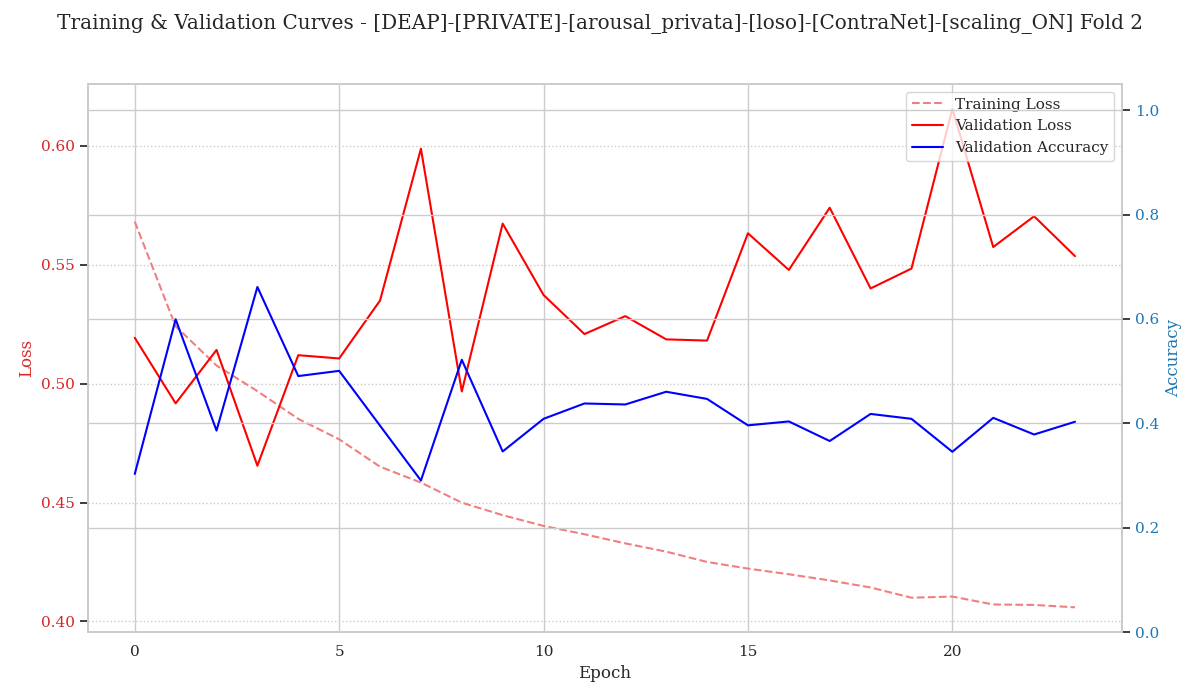 Training & Validation Curves - [DEAP]-[PRIVATE]-[arousal_privata]-[loso]-[ContraNet]-[scaling_ON] Fold 2
Training Loss
Validation Loss
Validation Accuracy
Loss
0.60
0.55
0.50
0.45
0.40
1.0
0.8
0.6
0.4
0.2
0.0
Accuracy
0
5
10
15
20
Epoch